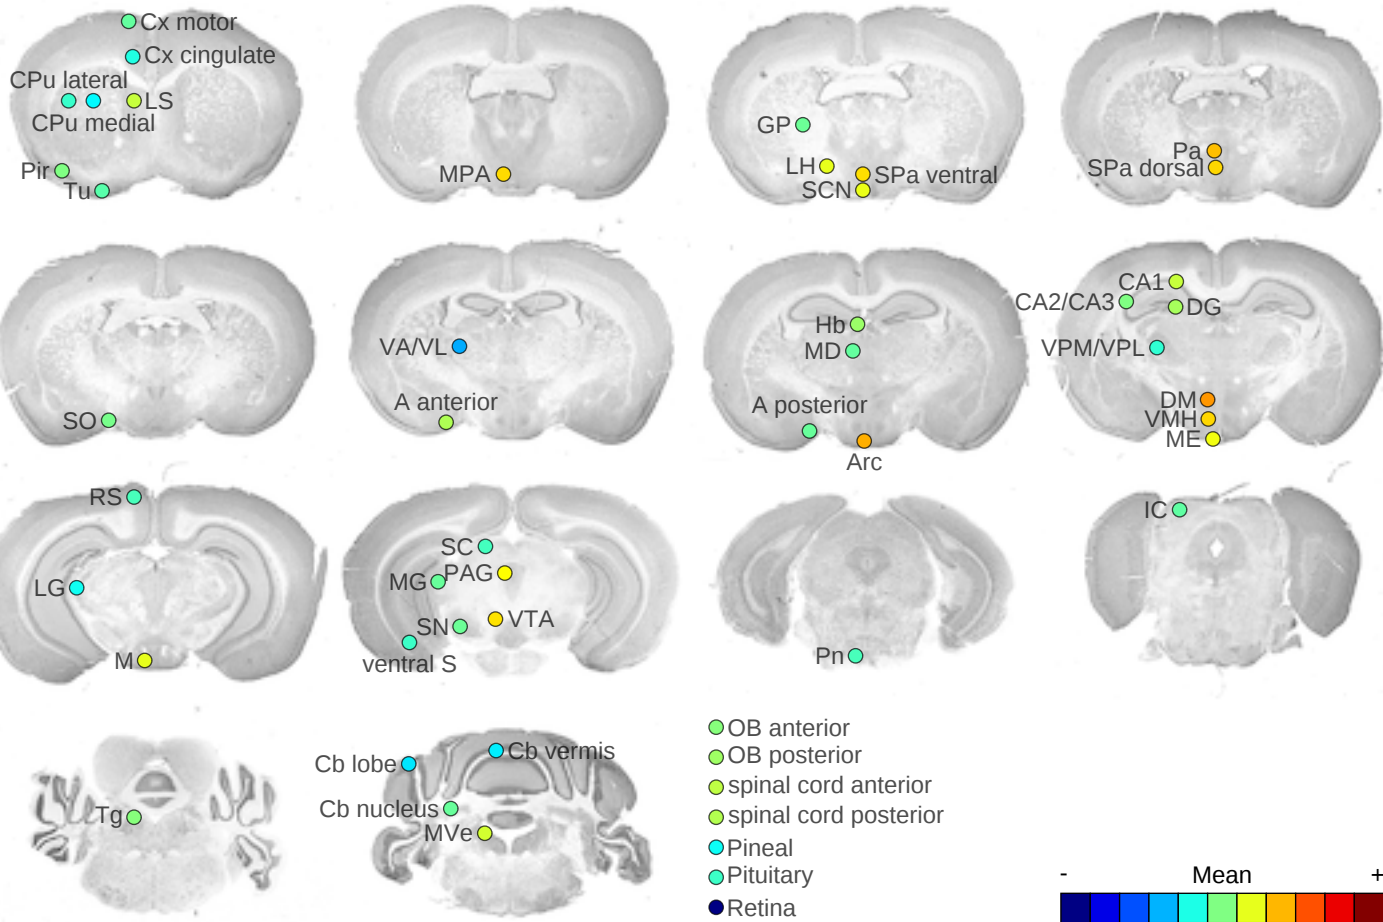 Cx motor
Cx cingulate
CPu lateral
LS
CPu medial
Pir
Tu
MPA
GP
LH
SPa ventral
SCN
Pa
SPa dorsal
SO
VA/VL
A anterior
Hb
MD
A posterior
Arc
CA1
CA2/CA3
DG
VPM/VPL
DM
VMH
ME
RS
LG
M
SC
PAG
MG
VTA
SN
ventral S
Pn
IC
Tg
Cb vermis
Cb lobe
Cb nucleus
MVe
OB anterior
OB posterior
spinal cord anterior
spinal cord posterior
Pineal
Pituitary
Retina
- Mean +